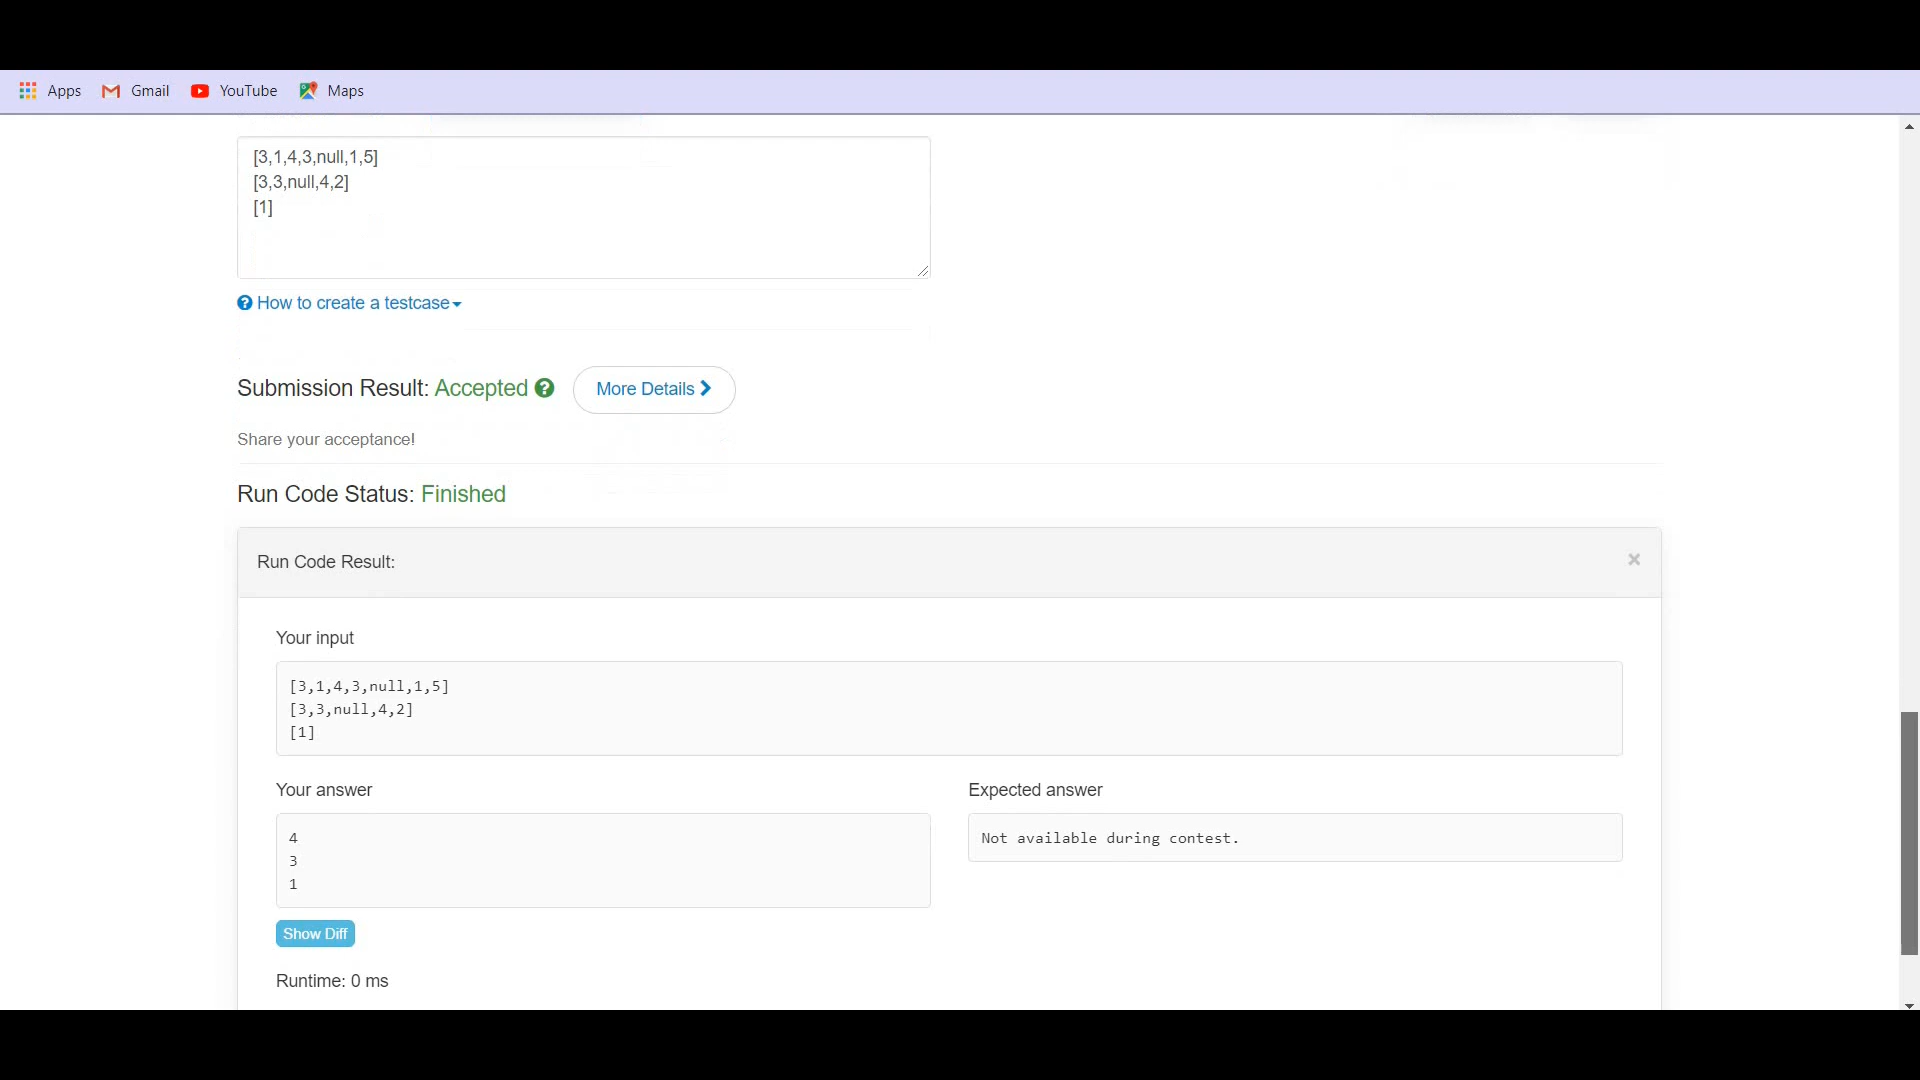 Apps Gmail YouTube Maps
[3,1,4,3,null,1,5]
[3,3,null,4,2]
[1]
How to create a testcase
Submission Result: Accepted More Details
Share your acceptance!
Run Code Status: Finished
Run Code Result: ×
Your input
[3,1,4,3,null,1,5]
[3,3,null,4,2]
[1]
Your answer
4
3
1
Expected answer
Not available during contest.
Show Diff
Runtime: 0 ms